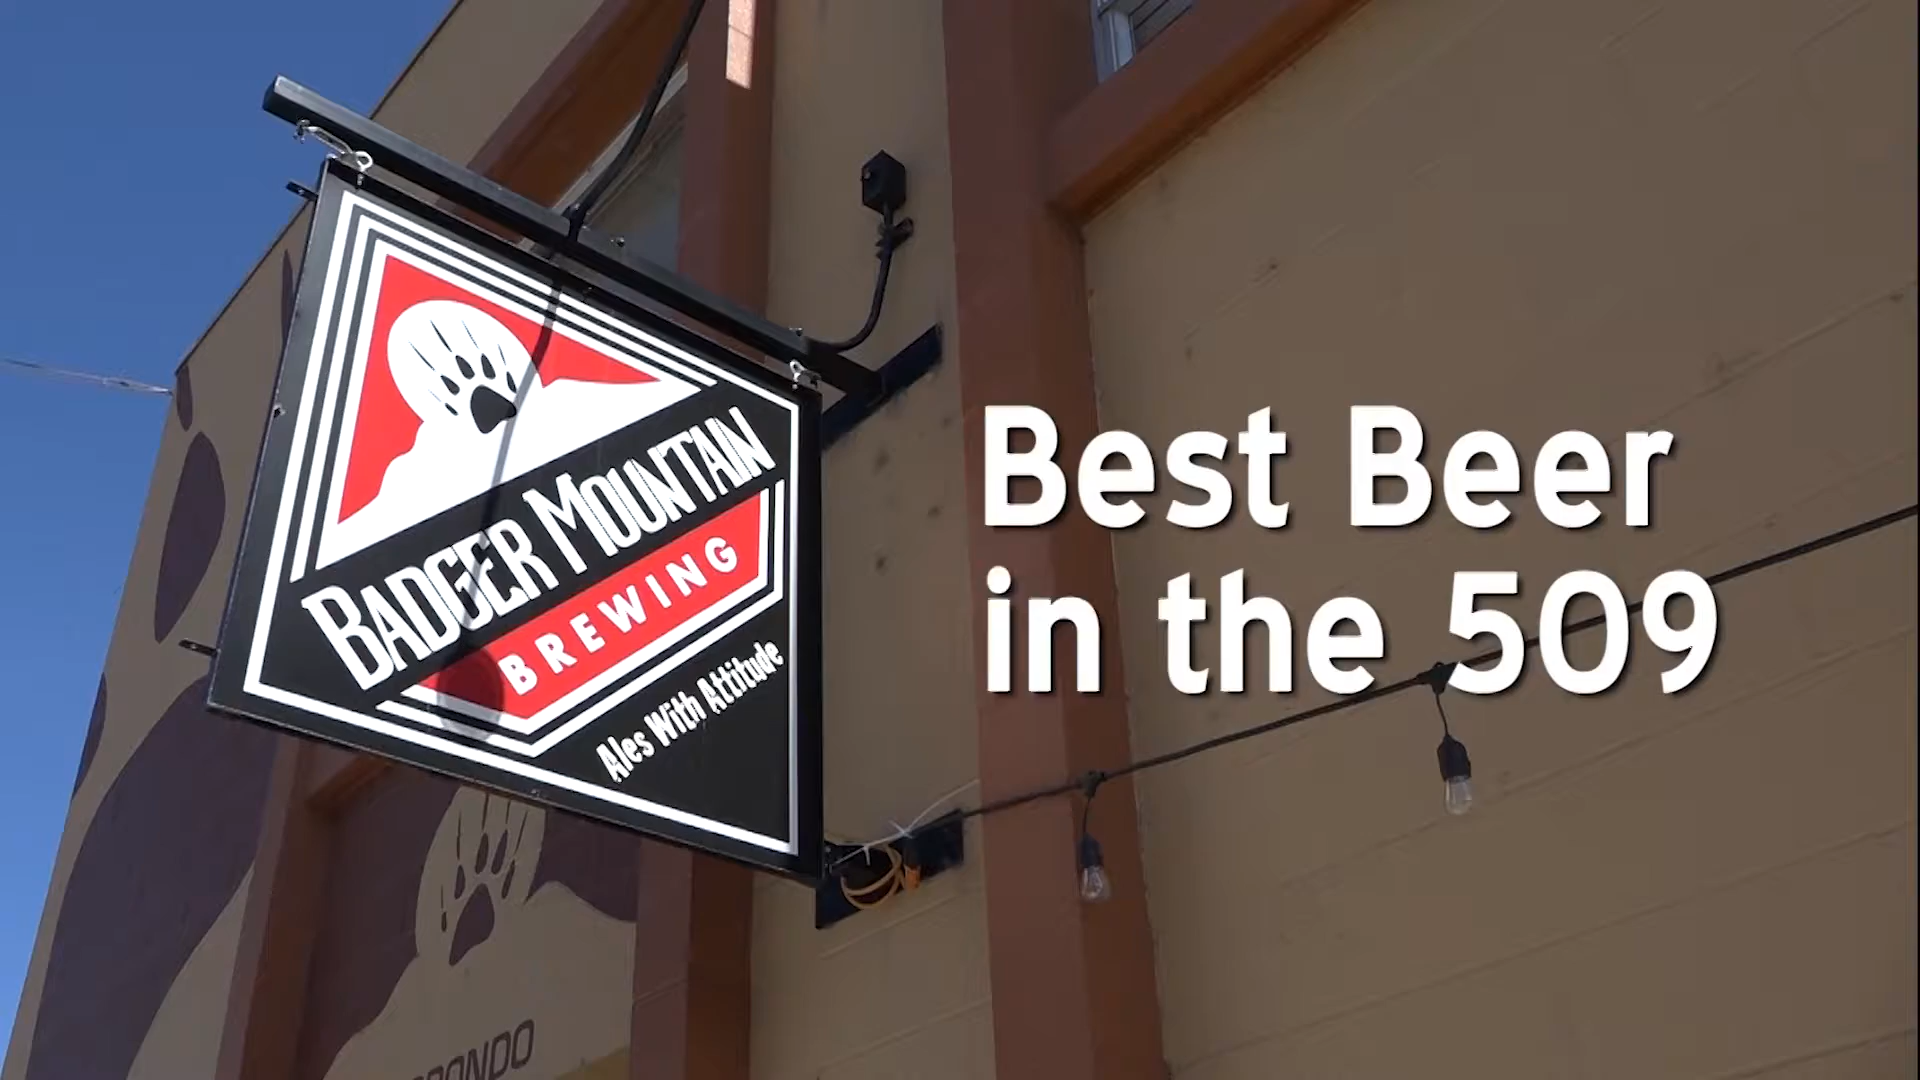 BADGER MOUNTAIN
BREWING
Ales With Attitude
Best Beer
in the 509